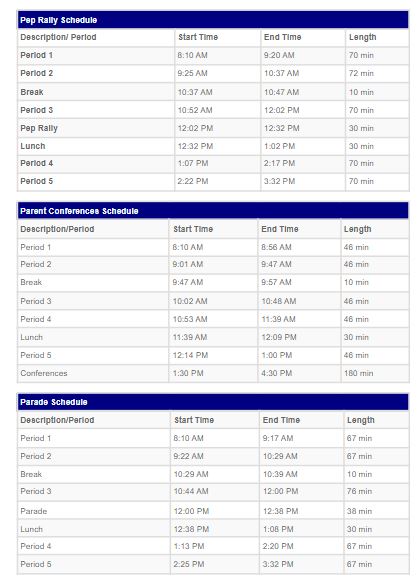 Pep Rally Schedule
Description/ Period Start Time End Time Length
Period 1 8:10 AM 9:20 AM 70 min
Period 2 9:25 AM 10:37 AM 72 min
Break 10:37 AM 10:47 AM 10 min
Period 3 10:52 AM 12:02 PM 70 min
Pep Rally 12:02 PM 12:32 PM 30 min
Lunch 12:32 PM 1:02 PM 30 min
Period 4 1:07 PM 2:17 PM 70 min
Period 5 2:22 PM 3:32 PM 70 min
Parent Conferences Schedule
Description/Period Start Time End Time Length
Period 1 8:10 AM 8:56 AM 46 min
Period 2 9:01 AM 9:47 AM 46 min
Break 9:47 AM 9:57 AM 10 min
Period 3 10:02 AM 10:48 AM 46 min
Period 4 10:53 AM 11:39 AM 46 min
Lunch 11:39 AM 12:09 PM 30 min
Period 5 12:14 PM 1:00 PM 46 min
Conferences 1:30 PM 4:30 PM 180 min
Parade Schedule
Description/Period Start Time End Time Length
Period 1 8:10 AM 9:17 AM 67 min
Period 2 9:22 AM 10:29 AM 67 min
Break 10:29 AM 10:39 AM 10 min
Period 3 10:44 AM 12:00 PM 76 min
Parade 12:00 PM 12:38 PM 38 min
Lunch 12:38 PM 1:08 PM 30 min
Period 4 1:13 PM 2:20 PM 67 min
Period 5 2:25 PM 3:32 PM 67 min